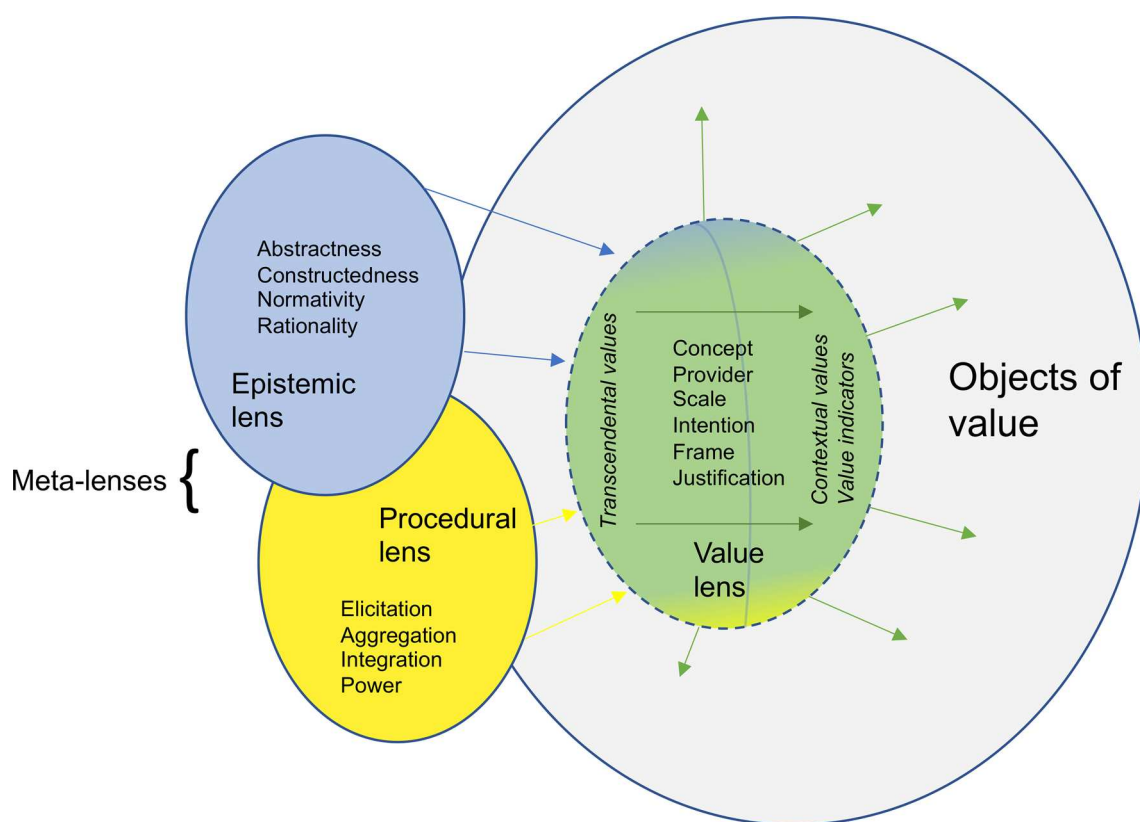 Abstractness
Constructedness
Normativity
Rationality
Epistemic
lens
Meta-lenses {
Procedural
lens
Elicitation
Aggregation
Integration
Power
Transcendental values
Concept
Provider
Scale
Intention
Frame
Justification
Value
lens
Contextual values
Value indicators
Objects of
value